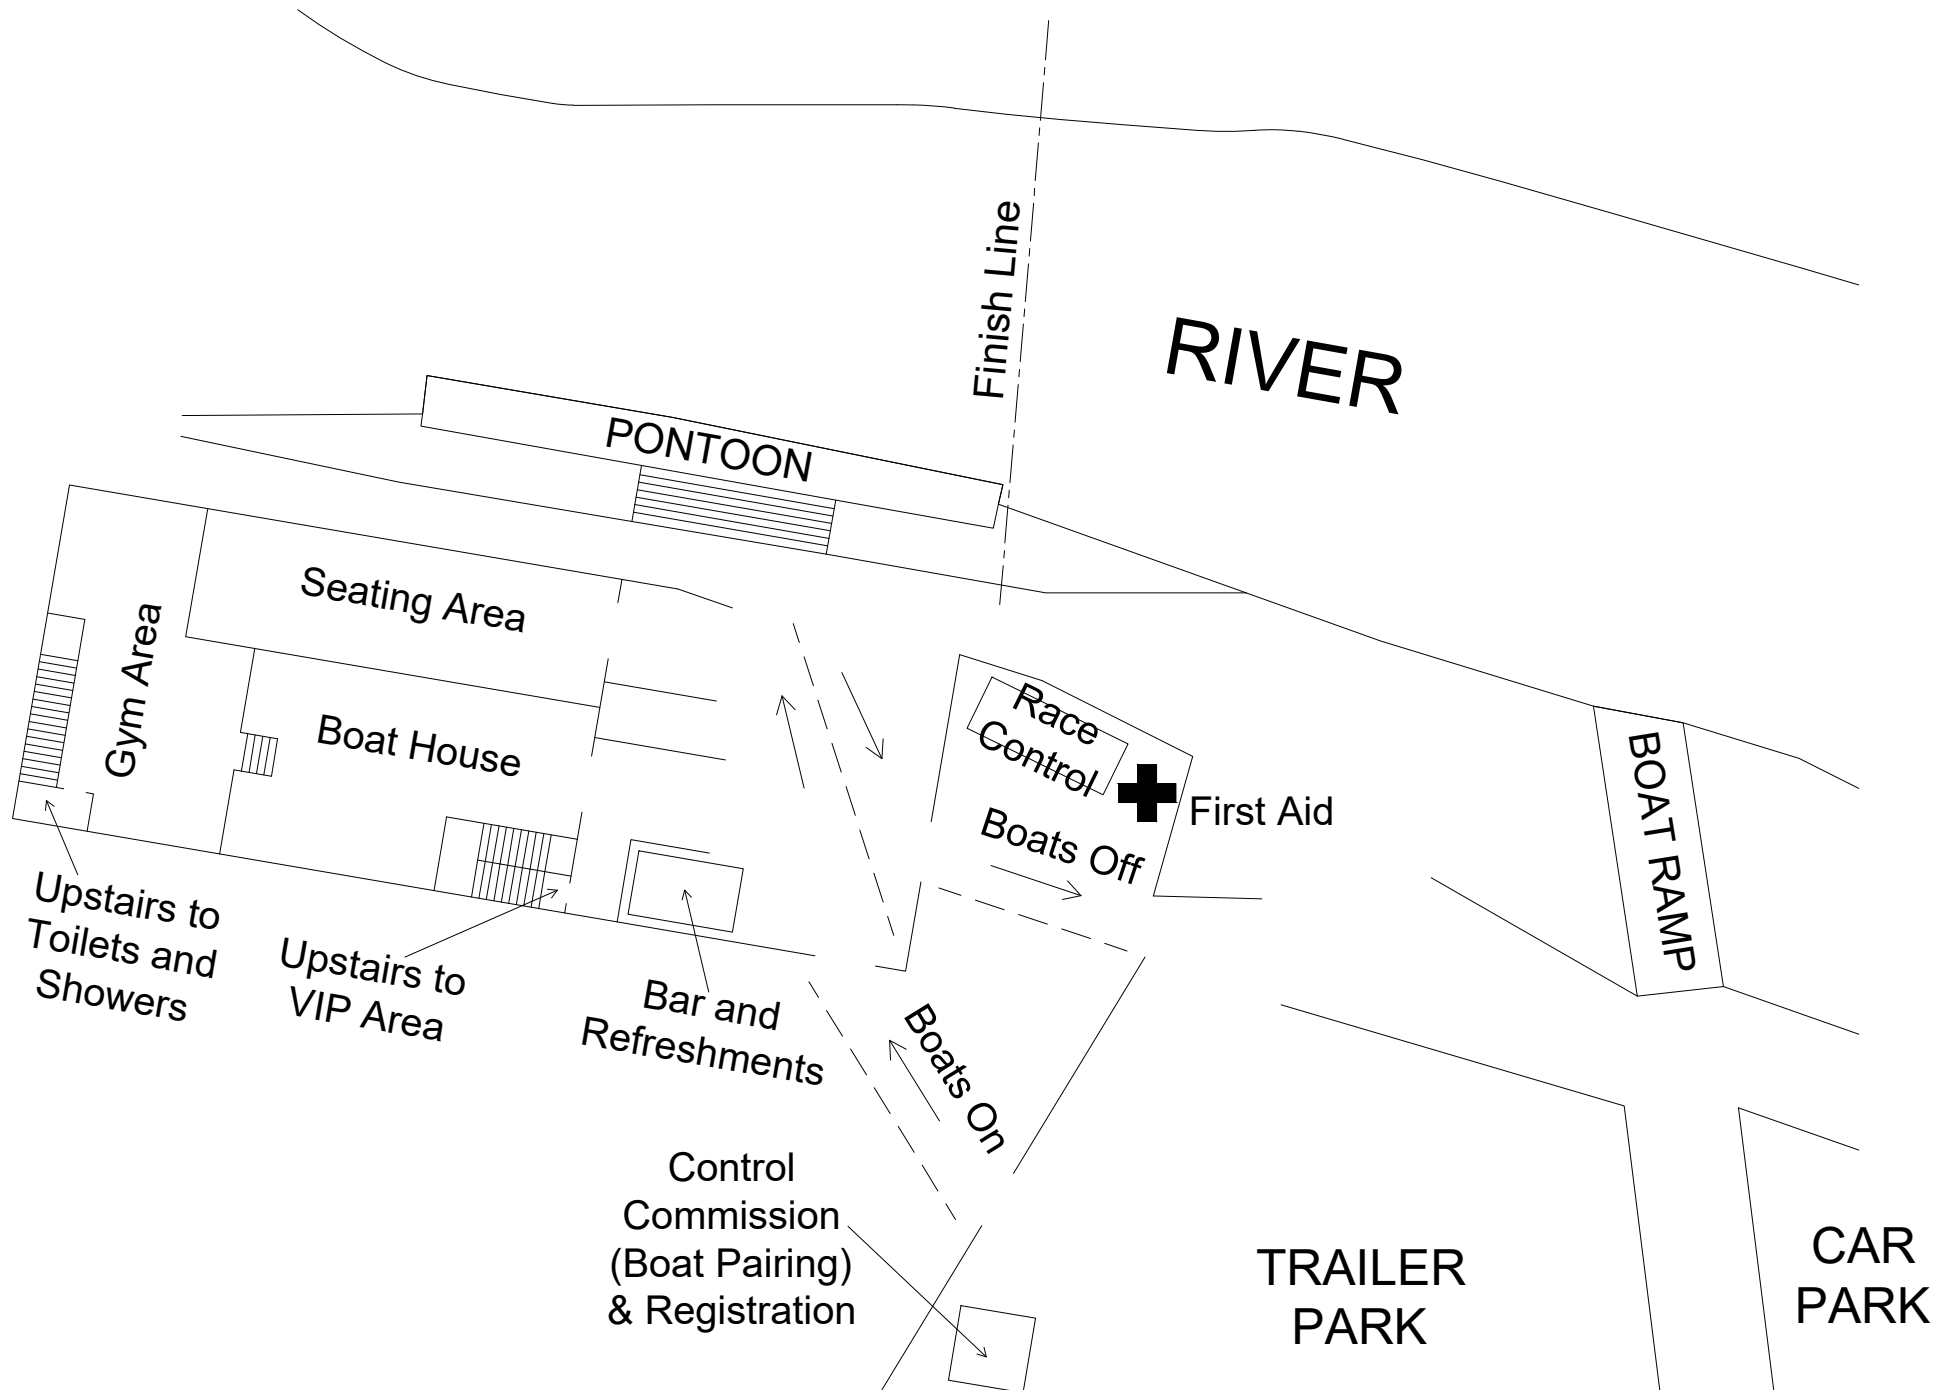 Finish Line
RIVER
PONTOON
Seating Area
Gym Area
Boat House
Race
Control
First Aid
Boats Off
BOAT RAMP
Upstairs to
Toilets and
Showers
Upstairs to
VIP Area
Bar and
Refreshments
Boats On
Control
Commission
(Boat Pairing)
& Registration
TRAILER
PARK
CAR
PARK